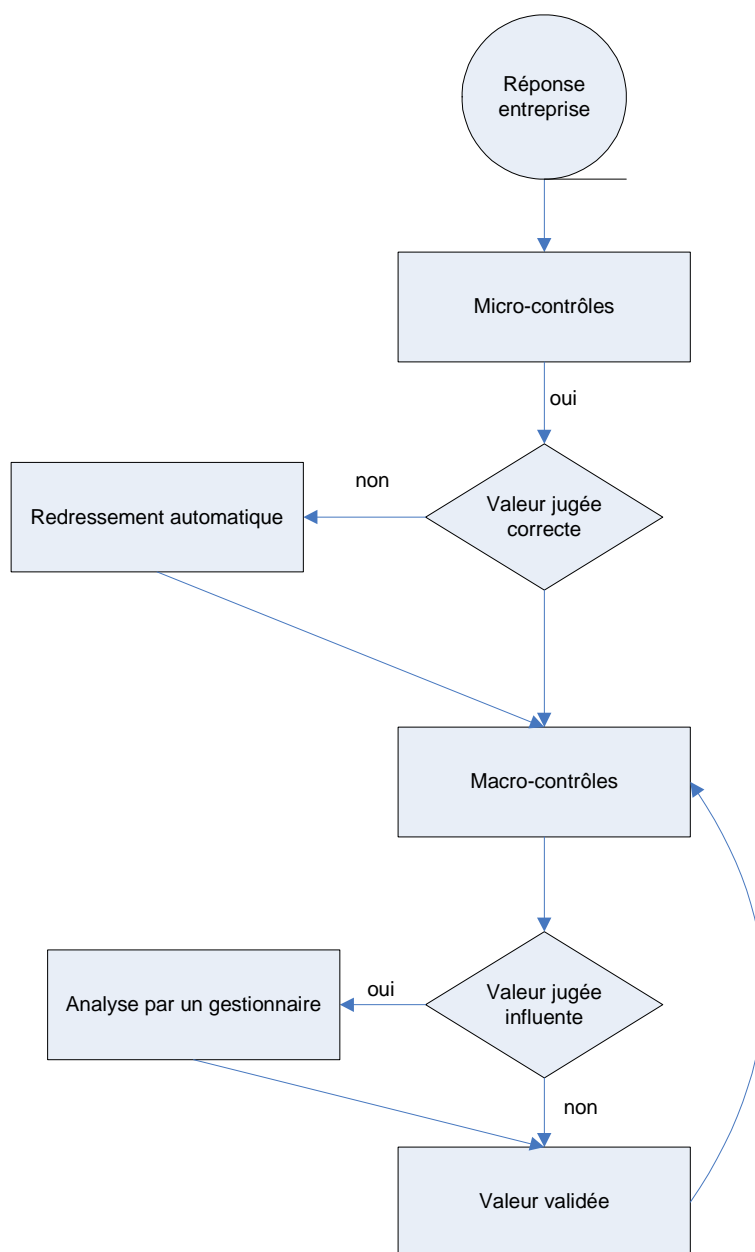 Réponse
entreprise
Micro-contrôles
oui
non
Valeur jugée
correcte
Redressement automatique
Macro-contrôles
oui
Valeur jugée
influente
Analyse par un gestionnaire
non
Valeur validée